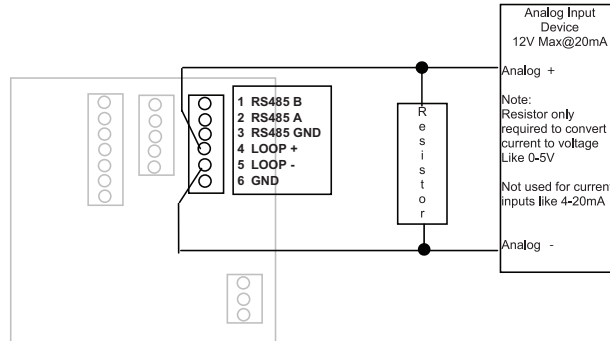 Analog Input
Device
12V Max@20mA
Analog +
1 RS485 B
2 RS485 A
3 RS485 GND
4 LOOP +
5 LOOP -
6 GND
Resistor
Note:
Resistor only
required to convert
current to voltage
Like 0-5V
Not used for current
inputs like 4-20mA
Analog -